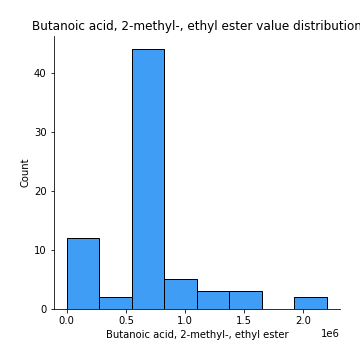 Butanoic acid, 2-methyl-, ethyl ester value distribution
40
30
20
10
0
Count
0.0 0.5 1.0 1.5 2.0
1e6
Butanoic acid, 2-methyl-, ethyl ester